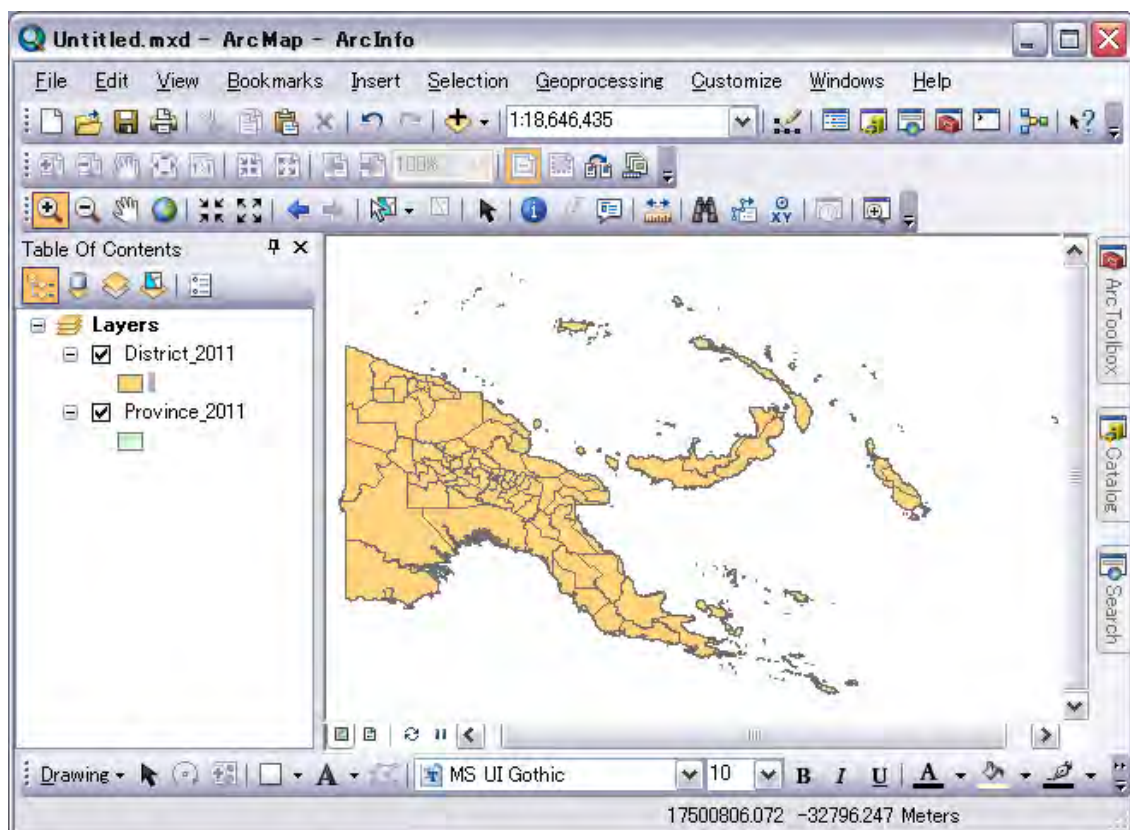 Untitled.mxd - ArcMap - ArcInfo
File Edit View Bookmarks Insert Selection Geoprocessing Customize Windows Help
1:18,646,435
100%
XY
Table Of Contents
Layers
District_2011
Province_2011
ArcToolbox
Catalog
Search
Drawing
A
MS UI Gothic
10
B I U A
17500806.072 -32796.247 Meters